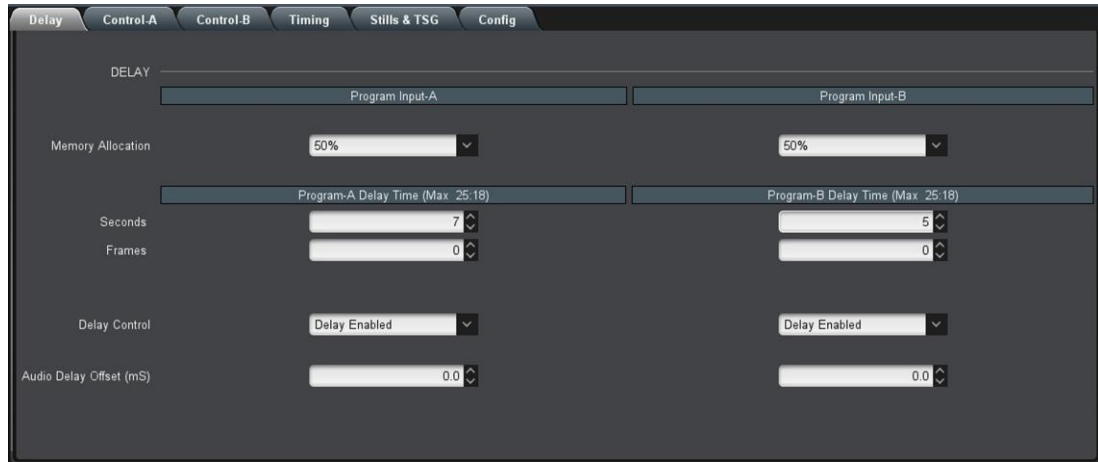 Delay Control-A Control-B Timing Stills & TSG Config
DELAY
Program Input-A Program Input-B
Memory Allocation 50% 50%
Program-A Delay Time (Max 25:18) Program-B Delay Time (Max 25:18)
Seconds 7 5
Frames 0 0
Delay Control Delay Enabled Delay Enabled
Audio Delay Offset (mS) 0.0 0.0